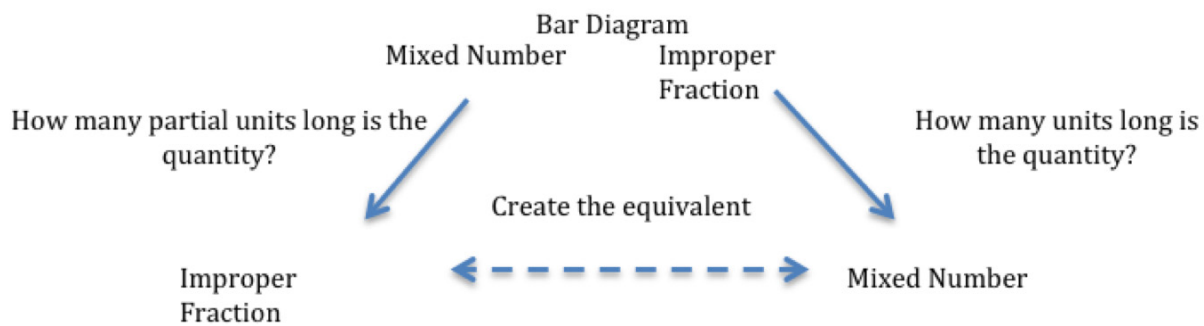 Bar Diagram
Mixed Number
Improper
Fraction
How many partial units long is the
quantity?
How many units long is
the quantity?
Create the equivalent
Improper
Fraction
Mixed Number